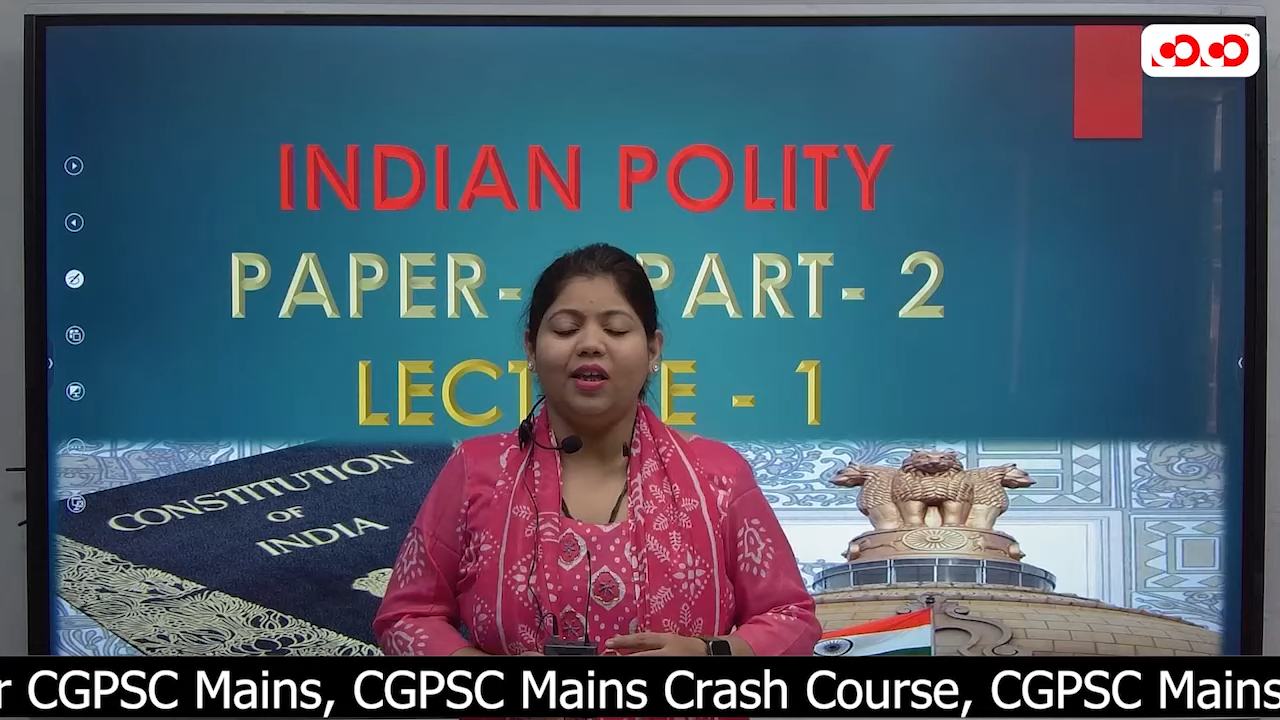 INDIAN POLITY
PAPER- PART- 2
LECT E - 1
CONSTITUTION
OF
INDIA
CGPSC Mains, CGPSC Mains Crash Course, CGPSC Mains